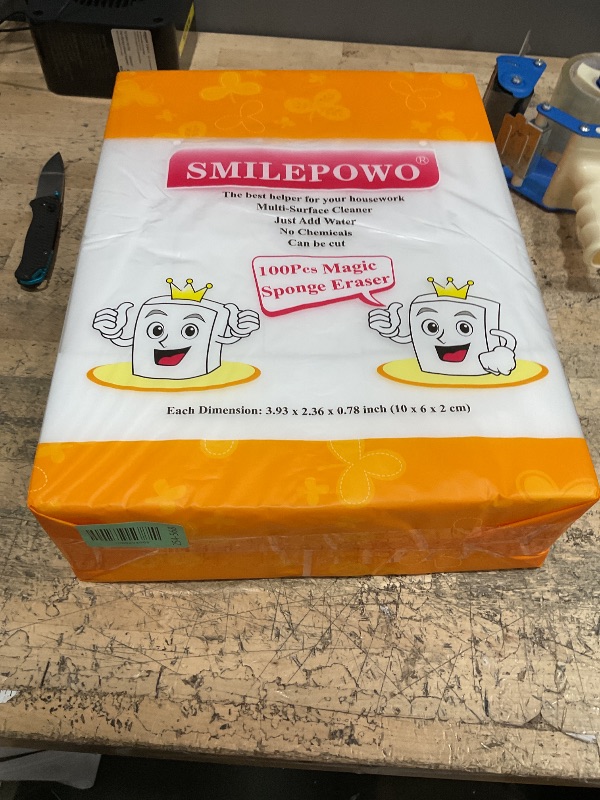 SMILEPOWO®
The best helper for your housework
Multi-Surface Cleaner
Just Add Water
No Chemicals
Can be cut
100Pcs Magic
Sponge Eraser
Each Dimension: 3.93 x 2.36 x 0.78 inch (10 x 6 x 2 cm)